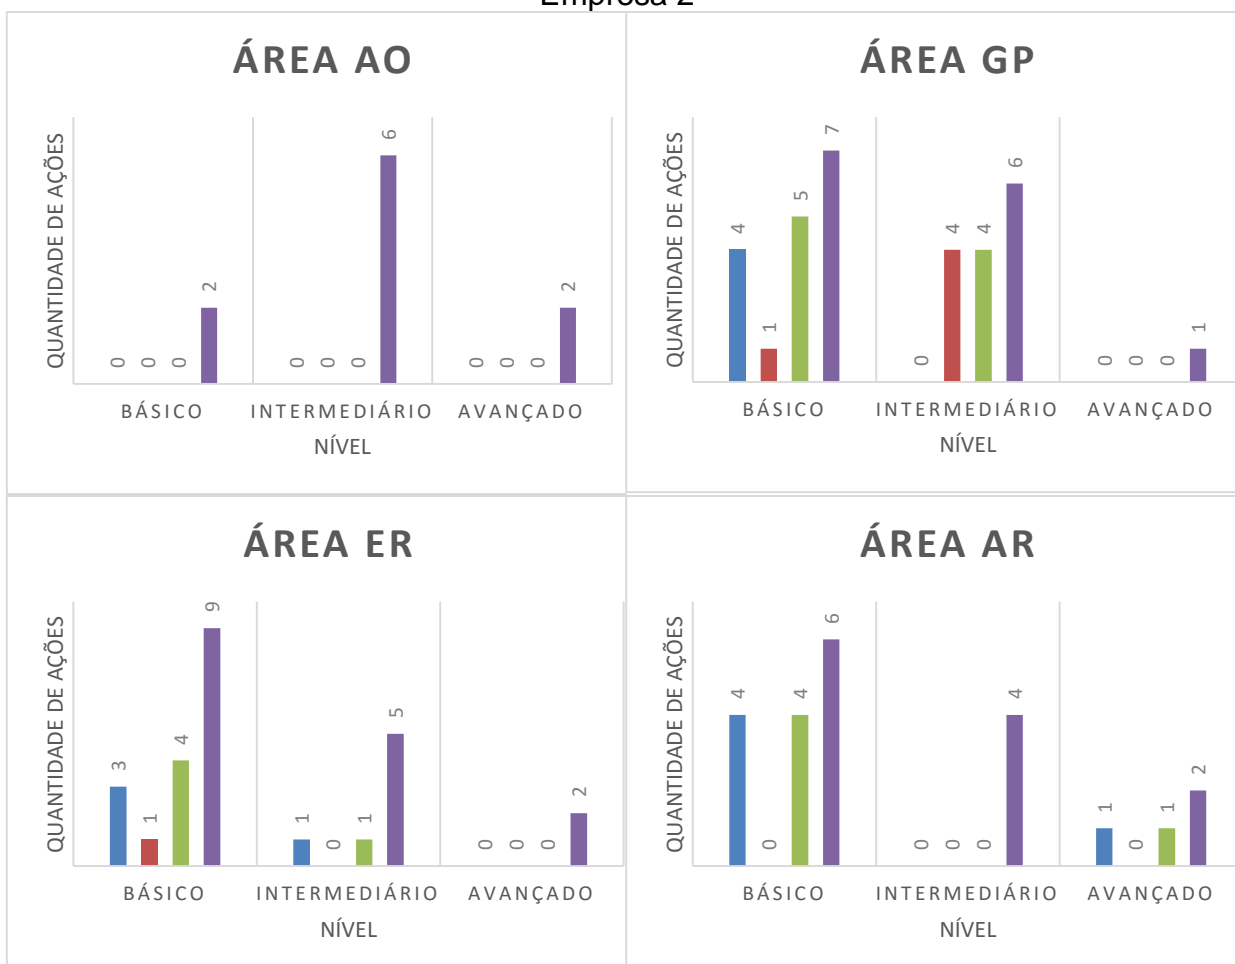 Empresa 2
ÁREA AO
QUANTIDADE DE AÇÕES
0 0 0 2
0 0 0 6
0 0 0 2
BÁSICO INTERMEDIÁRIO AVANÇADO
NÍVEL
ÁREA GP
QUANTIDADE DE AÇÕES
4 1 5 7
0 4 4 6
0 0 0 1
BÁSICO INTERMEDIÁRIO AVANÇADO
NÍVEL
ÁREA ER
QUANTIDADE DE AÇÕES
3 1 4 9
1 0 1 5
0 0 0 2
BÁSICO INTERMEDIÁRIO AVANÇADO
NÍVEL
ÁREA AR
QUANTIDADE DE AÇÕES
4 0 4 6
0 0 0 4
1 0 1 2
BÁSICO INTERMEDIÁRIO AVANÇADO
NÍVEL